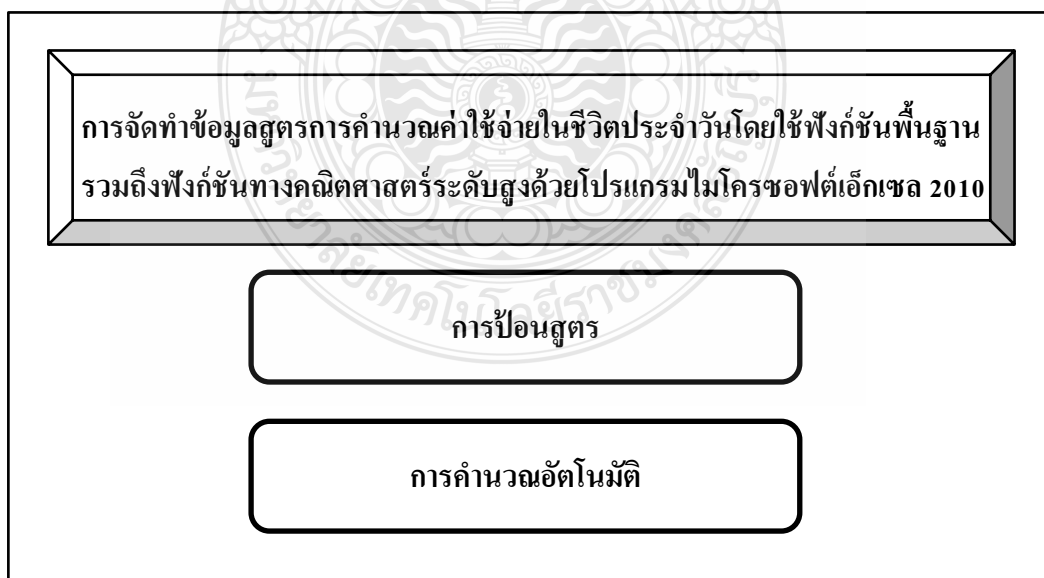 การจัดทำข้อมูลสูตรการคำนวณค่าใช้จ่ายในชีวิตประจำวันโดยใช้ฟังก์ชันพื้นฐาน
รวมถึงฟังก์ชันทางคณิตศาสตร์ระดับสูงด้วยโปรแกรมไมโครซอฟต์เอ็กเซล 2010
การป้อนสูตร
การคำนวณอัตโนมัติ